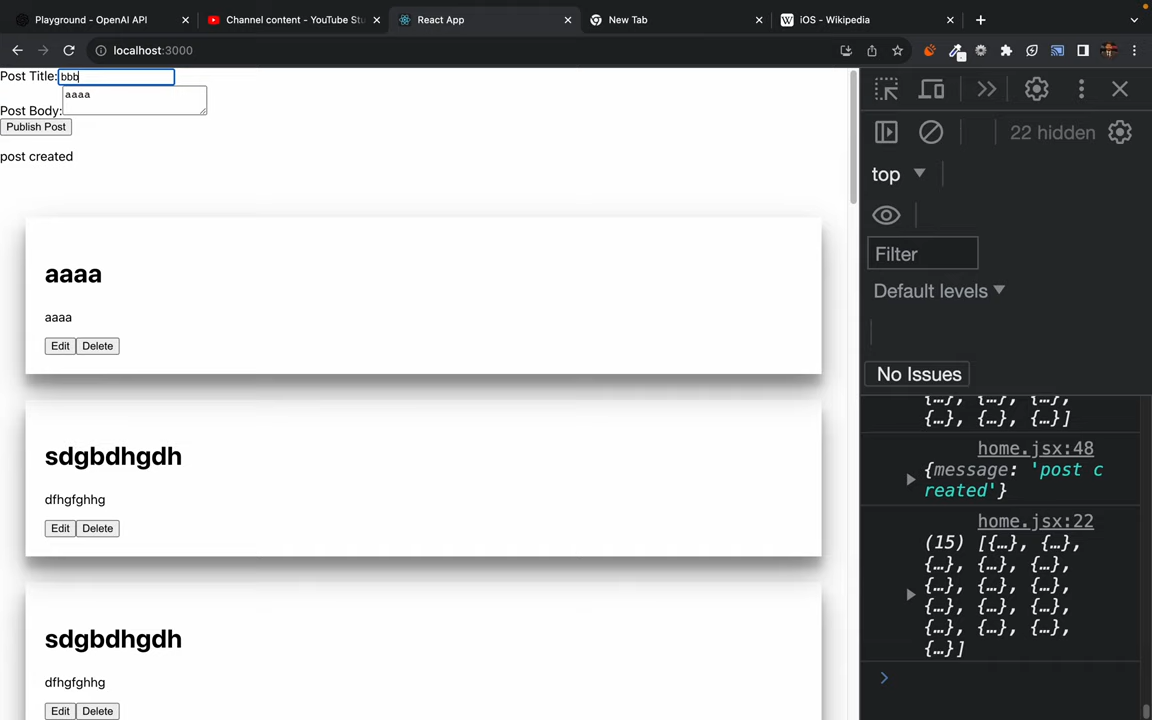 Playground - OpenAI API
Channel content - YouTube Stu
React App
New Tab
iOS - Wikipedia
localhost:3000
Post Title: bbb
aaaa
Post Body:
Publish Post
post created
aaaa
aaaa
Edit Delete
sdgbdhgdh
dfhgfghhg
Edit Delete
sdgbdhgdh
dfhgfghhg
Edit Delete
22 hidden
top
Filter
Default levels
No Issues
{…}, {…}, {…},
{…}, {…}, {…}]
home.jsx:48
{message: 'post c
reated'}
home.jsx:22
(15) [{…}, {…},
{…}, {…}, {…},
{…}, {…}, {…},
{…}, {…}, {…},
{…}, {…}, {…},
{…}]